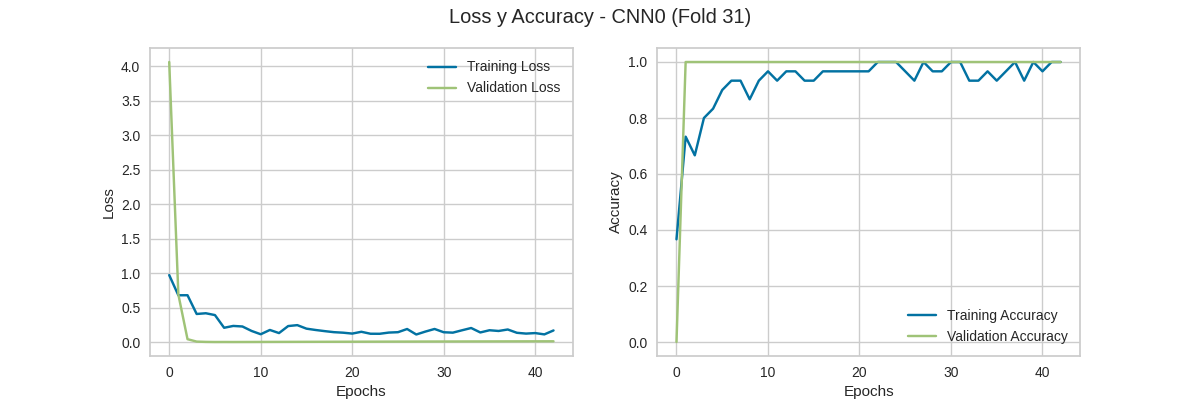 Loss y Accuracy - CNN0 (Fold 31)
4.0
3.5
3.0
2.5
2.0
1.5
1.0
0.5
0.0
Loss
0
10
20
30
40
Epochs
Training Loss
Validation Loss
1.0
0.8
0.6
0.4
0.2
0.0
Accuracy
0
10
20
30
40
Epochs
Training Accuracy
Validation Accuracy